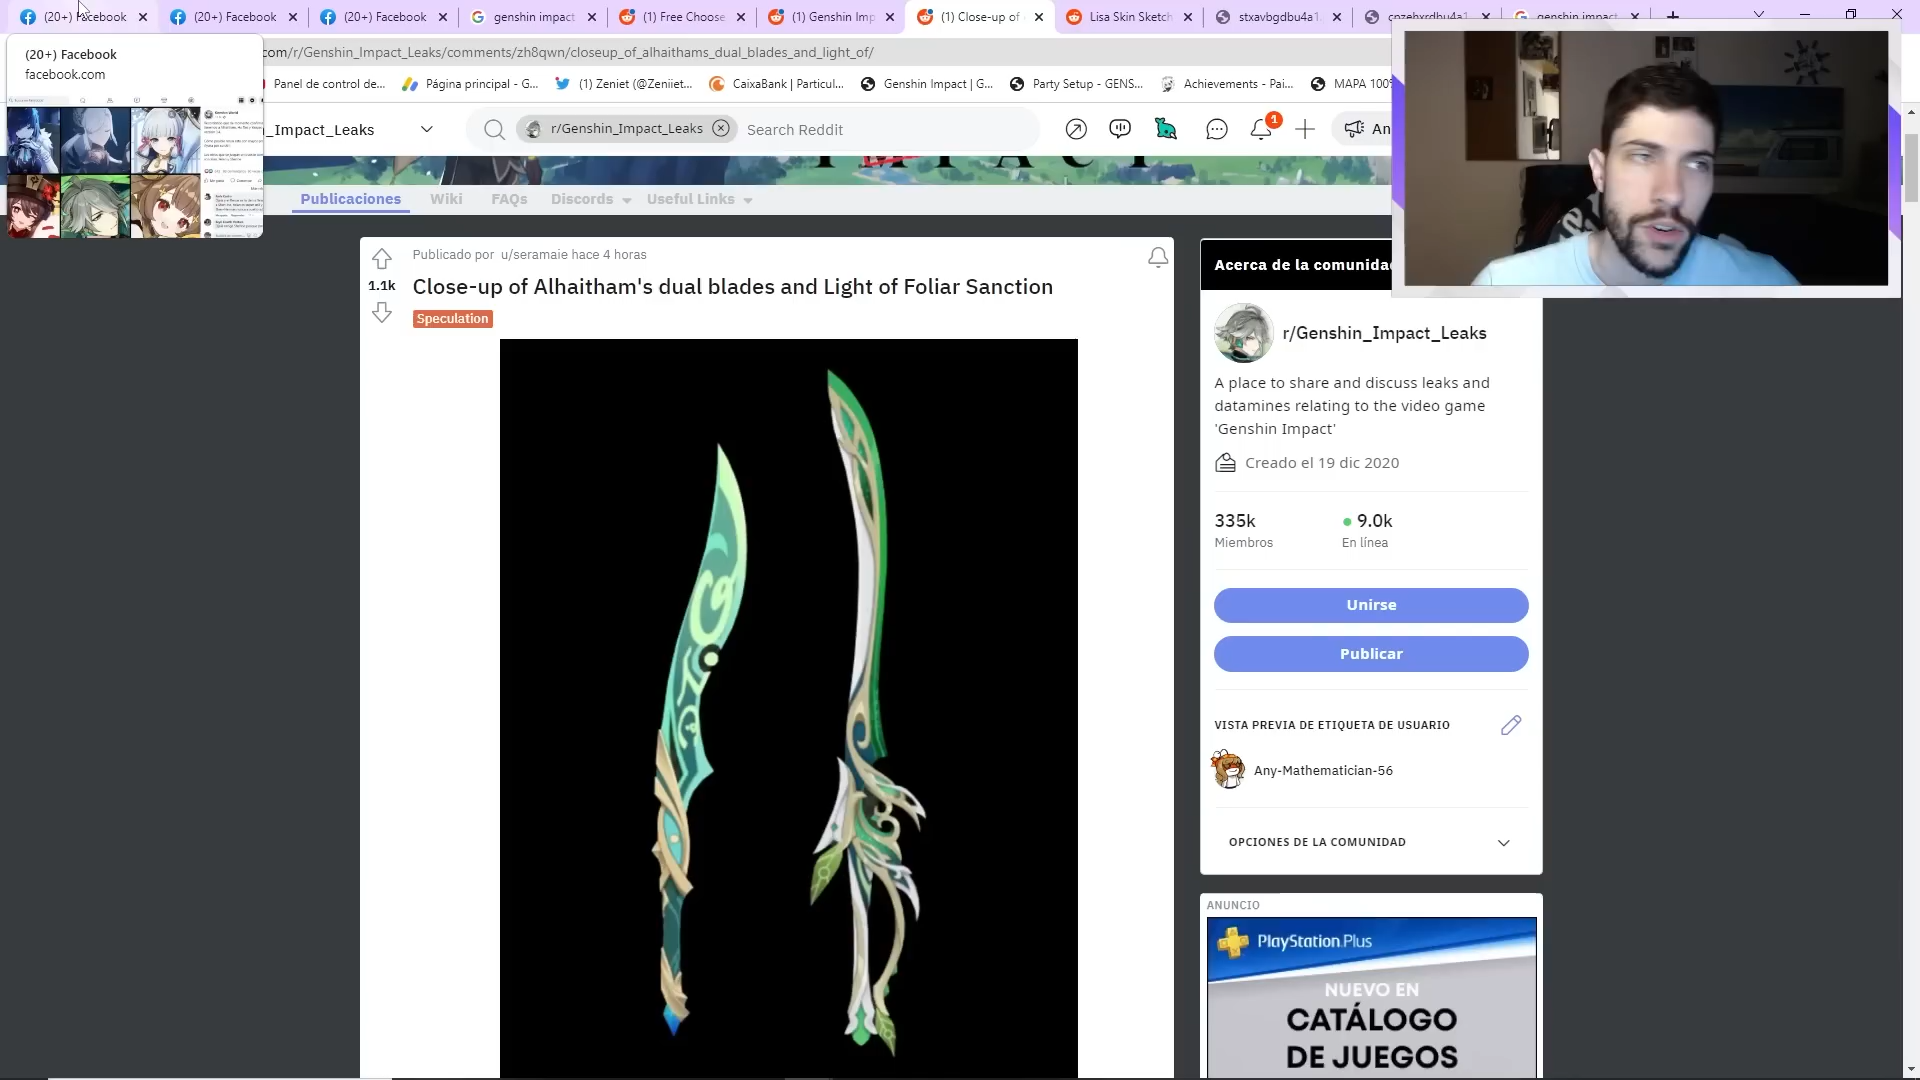 (20+) Facebook
(20+) Facebook
(20+) Facebook
genshin impact
(1) Free Choose
(1) Genshin Imp
(1) Close-up of
Lisa Skin Sketch
genshin impact
(20+) Facebook
facebook.com
com/r/Genshin_Impact_Leaks/comments/zh8qwn/closeup_of_alhaithams_dual_blades_and_light_of/
Panel de control de...
Página principal - G...
(1) Zeniet (@Zeniiet...
CaixaBank | Particul...
Genshin Impact | G...
Party Setup - GENS...
Achievements - Pai...
MAPA 100%
_Impact_Leaks
r/Genshin_Impact_Leaks
Search Reddit
1
An
Publicaciones
Wiki
FAQs
Discords
Useful Links
Publicado por u/seramaie hace 4 horas
1.1k
Close-up of Alhaitham's dual blades and Light of Foliar Sanction
Speculation
Acerca de la comunidad
r/Genshin_Impact_Leaks
A place to share and discuss leaks and
datamines relating to the video game
'Genshin Impact'
Creado el 19 dic 2020
335k
9.0k
Miembros
En línea
Unirse
Publicar
VISTA PREVIA DE ETIQUETA DE USUARIO
Any-Mathematician-56
OPCIONES DE LA COMUNIDAD
ANUNCIO
PlayStation.Plus
NUEVO EN
CATÁLOGO
DE JUEGOS